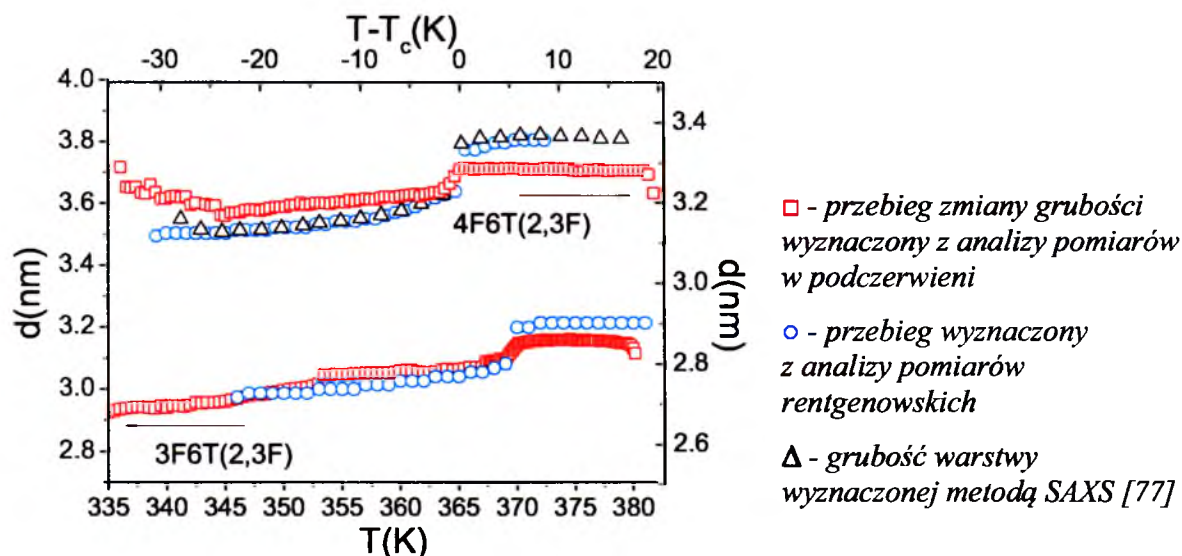 T-T_c(K)
-30 -20 -10 0 10 20
4.0
3.8
3.6
3.4
3.2
3.0
2.8
d(nm)
3.4
3.2
3.0
2.8
2.6
d(nm)
4F6T(2,3F)
3F6T(2,3F)
335 340 345 350 355 360 365 370 375 380
T(K)
□ - przebieg zmiany grubości
wyznaczony z analizy pomiarów
w podczerwieni
○ - przebieg wyznaczony
z analizy pomiarów
rentgenowskich
Δ - grubość warstwy
wyznaczonej metodą SAXS [77]